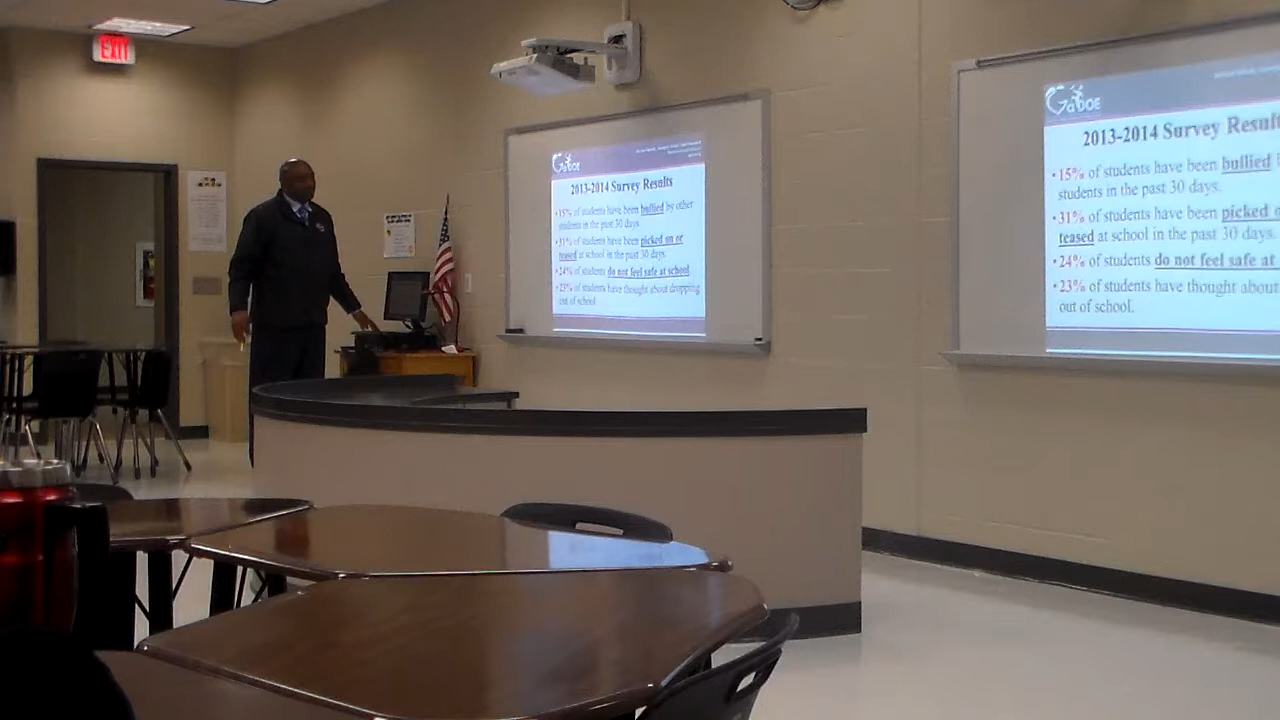 EXIT
GaDOE
2013-2014 Survey Results
• 15% of students have been bullied by other
students in the past 30 days.
• 31% of students have been picked on or
teased at school in the past 30 days.
• 24% of students do not feel safe at school
• 23% of students have thought about dropping
out of school.
GaDOE
2013-2014 Survey Result
• 15% of students have been bullied
students in the past 30 days.
• 31% of students have been picked o
teased at school in the past 30 days.
• 24% of students do not feel safe at
• 23% of students have thought about
out of school.